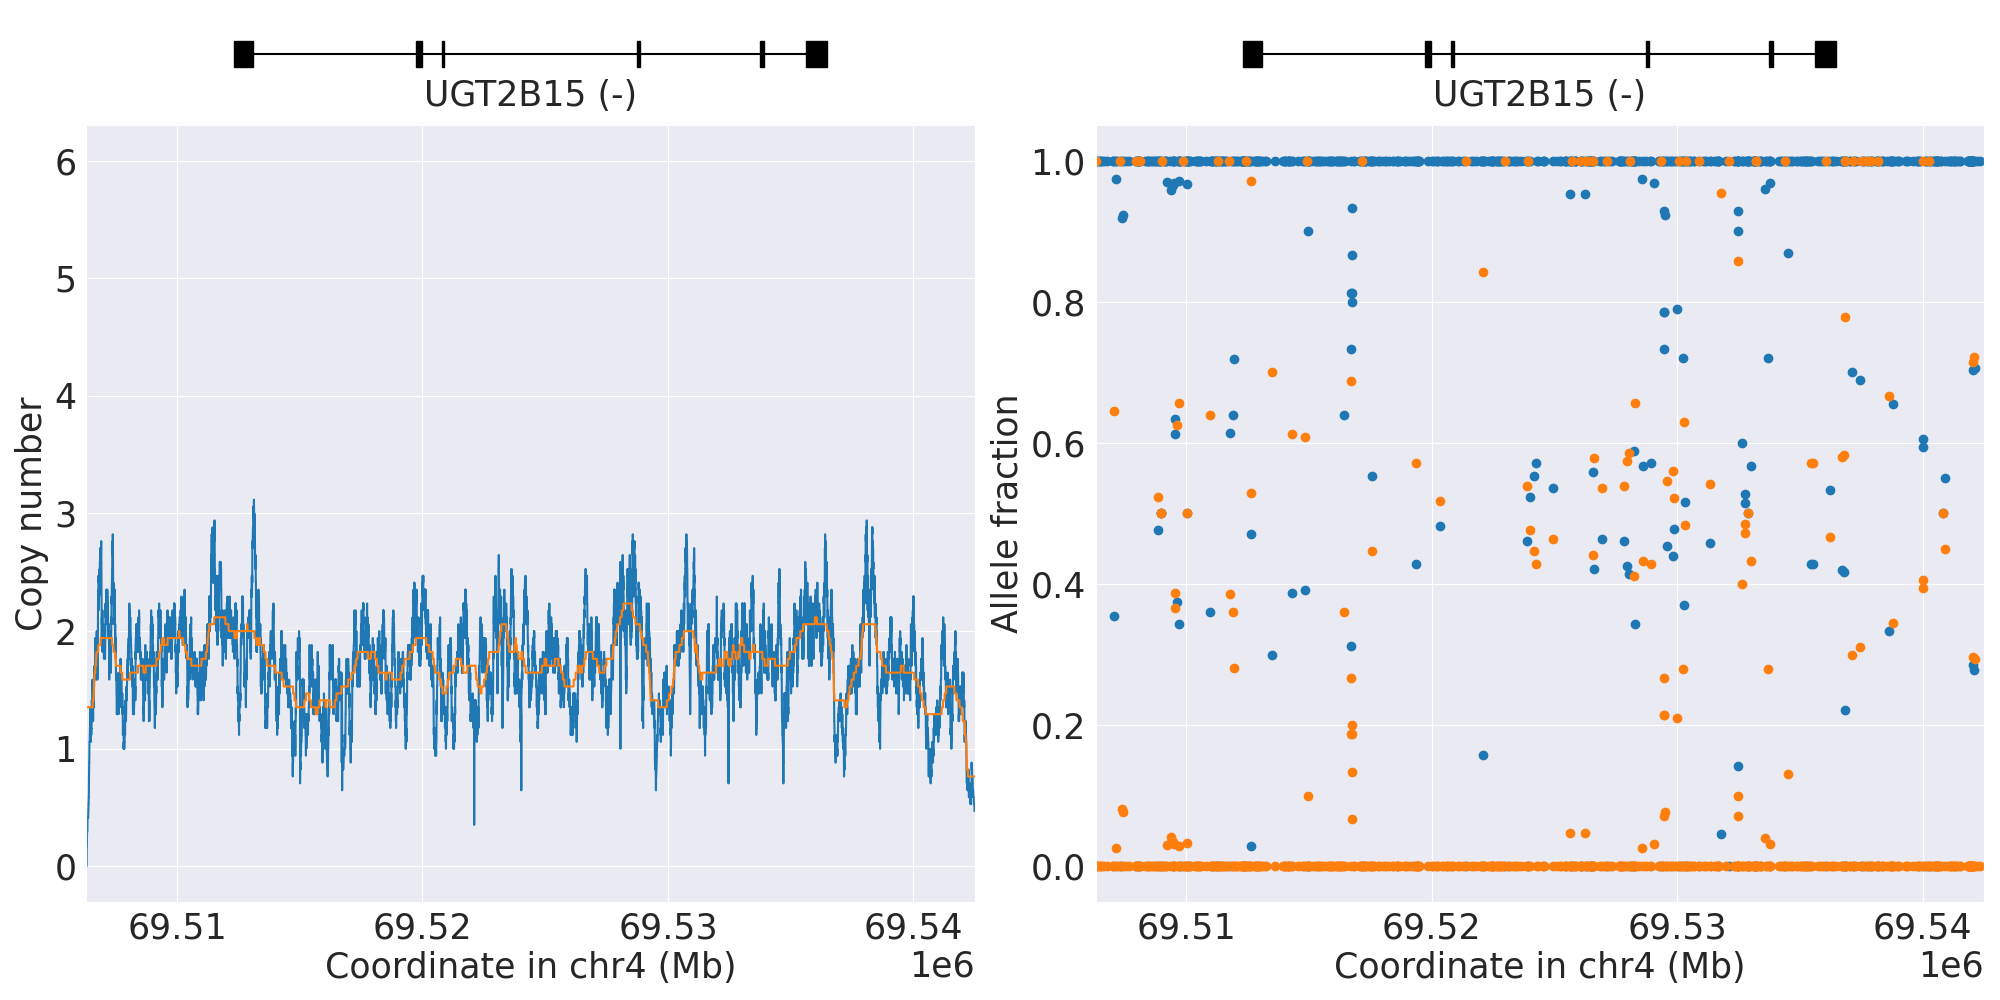 UGT2B15 (-)
Copy number
6
5
4
3
2
1
0
69.51 69.52 69.53 69.54
Coordinate in chr4 (Mb)
1e6
UGT2B15 (-)
Allele fraction
1.0
0.8
0.6
0.4
0.2
0.0
69.51 69.52 69.53 69.54
Coordinate in chr4 (Mb)
1e6